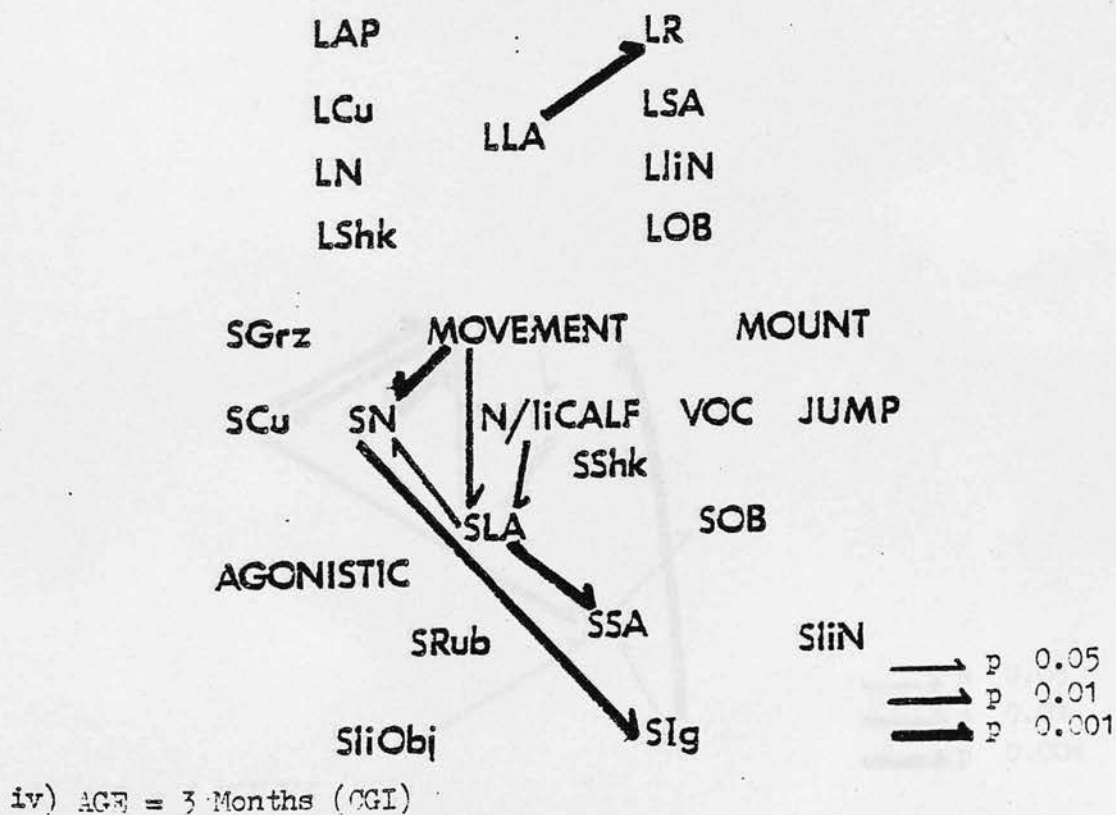 LAP LR
LCu LSA
LLA
LN LliN
LShk LOB
SGrz MOVEMENT MOUNT
SCu SN N/liCALF VOC JUMP
SShk
SLA SOB
AGONISTIC
SSA
SRub SliN
p 0.05
p 0.01
SliObj SIg p 0.001
iv) AGE = 3 Months (CGI)